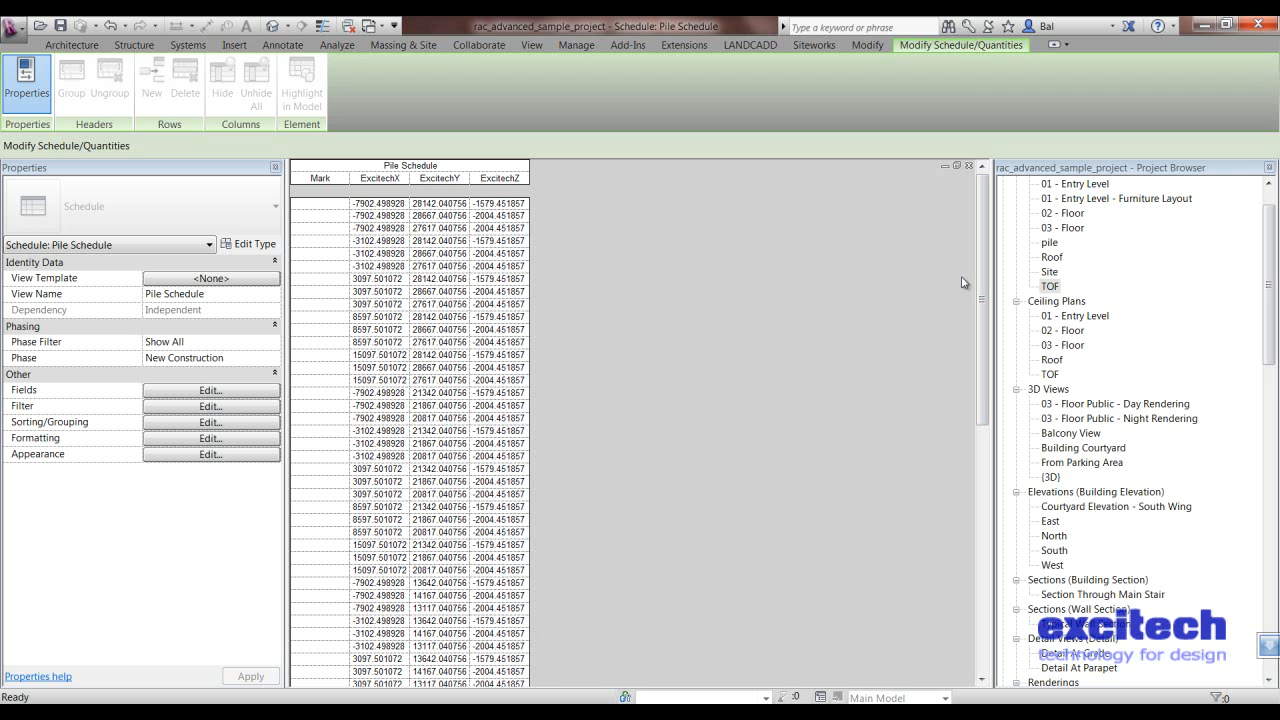 rac_advanced_sample_project - Schedule: Pile Schedule
Type a keyword or phrase
Bal
Architecture Structure Systems Insert Annotate Analyze Massing & Site Collaborate View Manage Add-Ins Extensions LANDCADD Siteworks Modify Modify Schedule/Quantities
Properties Group Ungroup New Delete Hide Unhide All Highlight in Model
Properties Headers Rows Columns Element
Modify Schedule/Quantities
Properties
Schedule
Schedule: Pile Schedule Edit Type
Identity Data
View Template <None>
View Name Pile Schedule
Dependency Independent
Phasing
Phase Filter Show All
Phase New Construction
Other
Fields Edit...
Filter Edit...
Sorting/Grouping Edit...
Formatting Edit...
Appearance Edit...
Properties help Apply
Pile Schedule
Mark ExcitechX ExcitechY ExcitechZ
-7902.498928 28142.040756 -1579.451857
-7902.498928 28667.040756 -2004.451857
-7902.498928 27617.040756 -2004.451857
-3102.498928 28142.040756 -1579.451857
-3102.498928 28667.040756 -2004.451857
-3102.498928 27617.040756 -2004.451857
3097.501072 28142.040756 -1579.451857
3097.501072 28667.040756 -2004.451857
3097.501072 27617.040756 -2004.451857
8597.501072 28142.040756 -1579.451857
8597.501072 28667.040756 -2004.451857
8597.501072 27617.040756 -2004.451857
15097.501072 28142.040756 -1579.451857
15097.501072 28667.040756 -2004.451857
15097.501072 27617.040756 -2004.451857
-7902.498928 21342.040756 -1579.451857
-7902.498928 21867.040756 -2004.451857
-7902.498928 20817.040756 -2004.451857
-3102.498928 21342.040756 -1579.451857
-3102.498928 21867.040756 -2004.451857
-3102.498928 20817.040756 -2004.451857
3097.501072 21342.040756 -1579.451857
3097.501072 21867.040756 -2004.451857
3097.501072 20817.040756 -2004.451857
8597.501072 21342.040756 -1579.451857
8597.501072 21867.040756 -2004.451857
8597.501072 20817.040756 -2004.451857
15097.501072 21342.040756 -1579.451857
15097.501072 21867.040756 -2004.451857
15097.501072 20817.040756 -2004.451857
-7902.498928 13642.040756 -1579.451857
-7902.498928 14167.040756 -2004.451857
-7902.498928 13117.040756 -2004.451857
-3102.498928 13642.040756 -1579.451857
-3102.498928 14167.040756 -2004.451857
-3102.498928 13117.040756 -2004.451857
3097.501072 13642.040756 -1579.451857
3097.501072 14167.040756 -2004.451857
3097.501072 13117.040756 -2004.451857
rac_advanced_sample_project - Project Browser
01 - Entry Level
01 - Entry Level - Furniture Layout
02 - Floor
03 - Floor
pile
Roof
Site
TOF
Ceiling Plans
01 - Entry Level
02 - Floor
03 - Floor
Roof
TOF
3D Views
03 - Floor Public - Day Rendering
03 - Floor Public - Night Rendering
Balcony View
Building Courtyard
From Parking Area
{3D}
Elevations (Building Elevation)
Courtyard Elevation - South Wing
East
North
South
West
Sections (Building Section)
Section Through Main Stair
Sections (Wall Section)
Typical Wall Section
Detail Views (Detail)
Detail At Grade
Detail At Parapet
Renderings
excitech
technology for design
Ready :0 Main Model :0